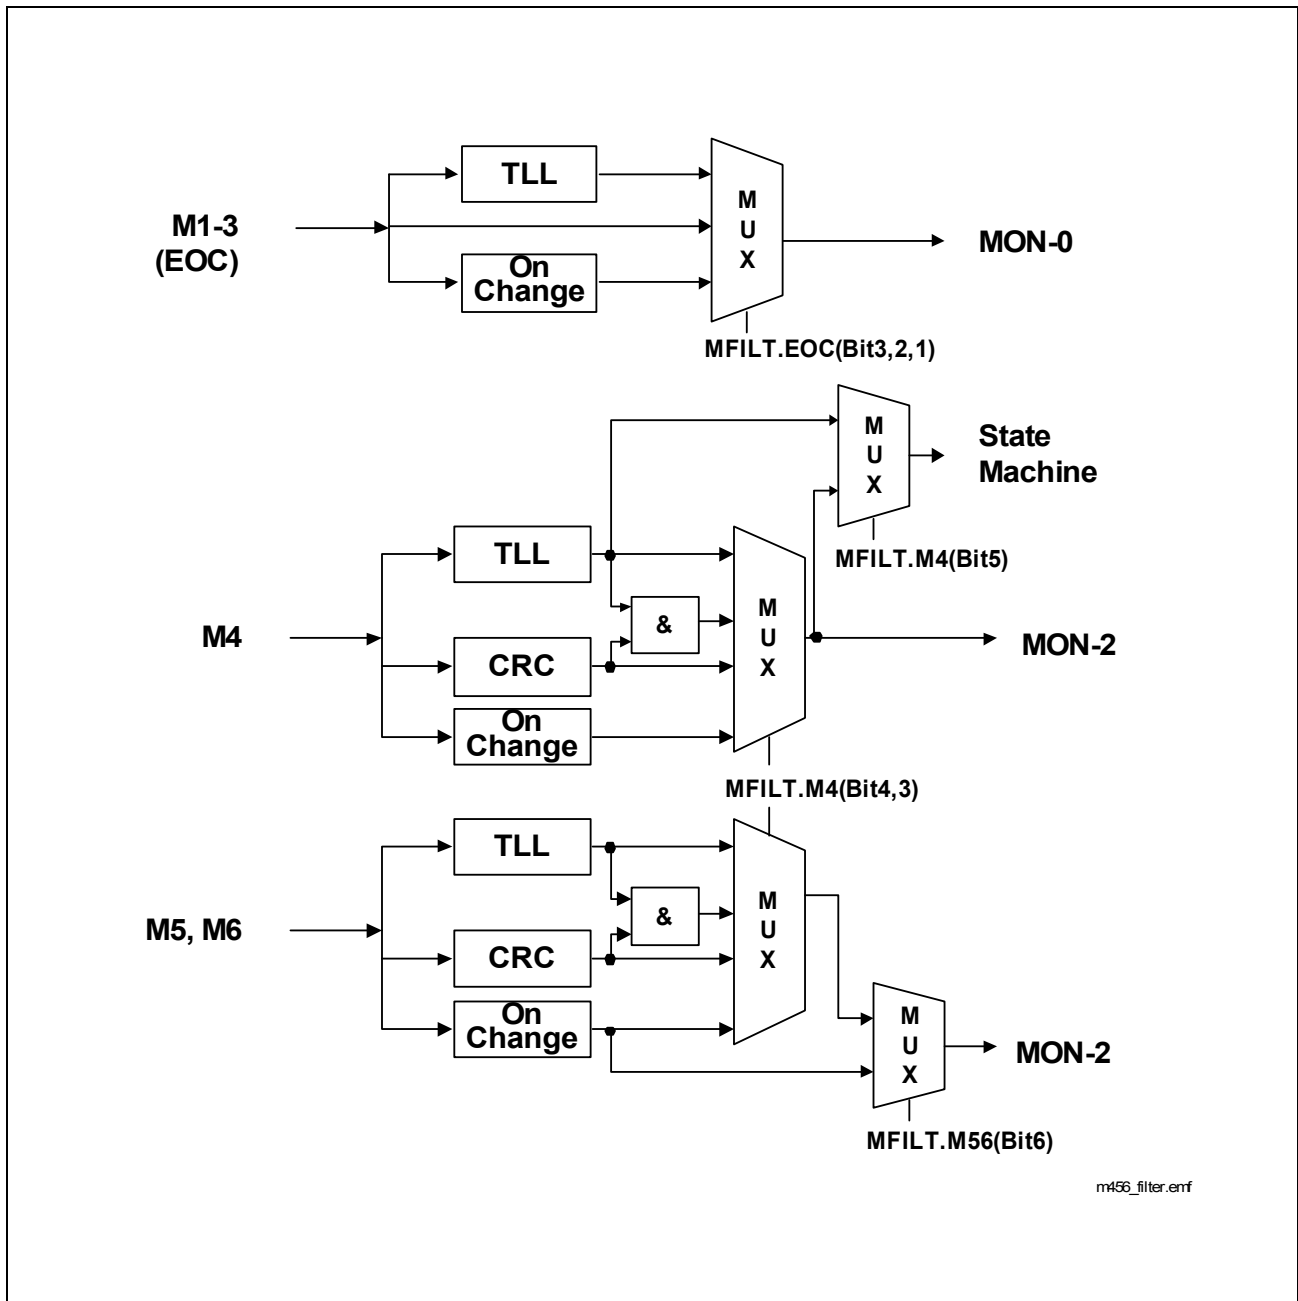 TLL
M1-3
(EOC)
On
Change
M
U
X
MON-0
MFILT.EOC(Bit3,2,1)
M
U
X
State
Machine
MFILT.M4(Bit5)
M4
TLL
&
CRC
On
Change
M
U
X
MON-2
MFILT.M4(Bit4,3)
M5, M6
TLL
&
CRC
On
Change
M
U
X
M
U
X
MON-2
MFILT.M56(Bit6)
m456_filter.emf